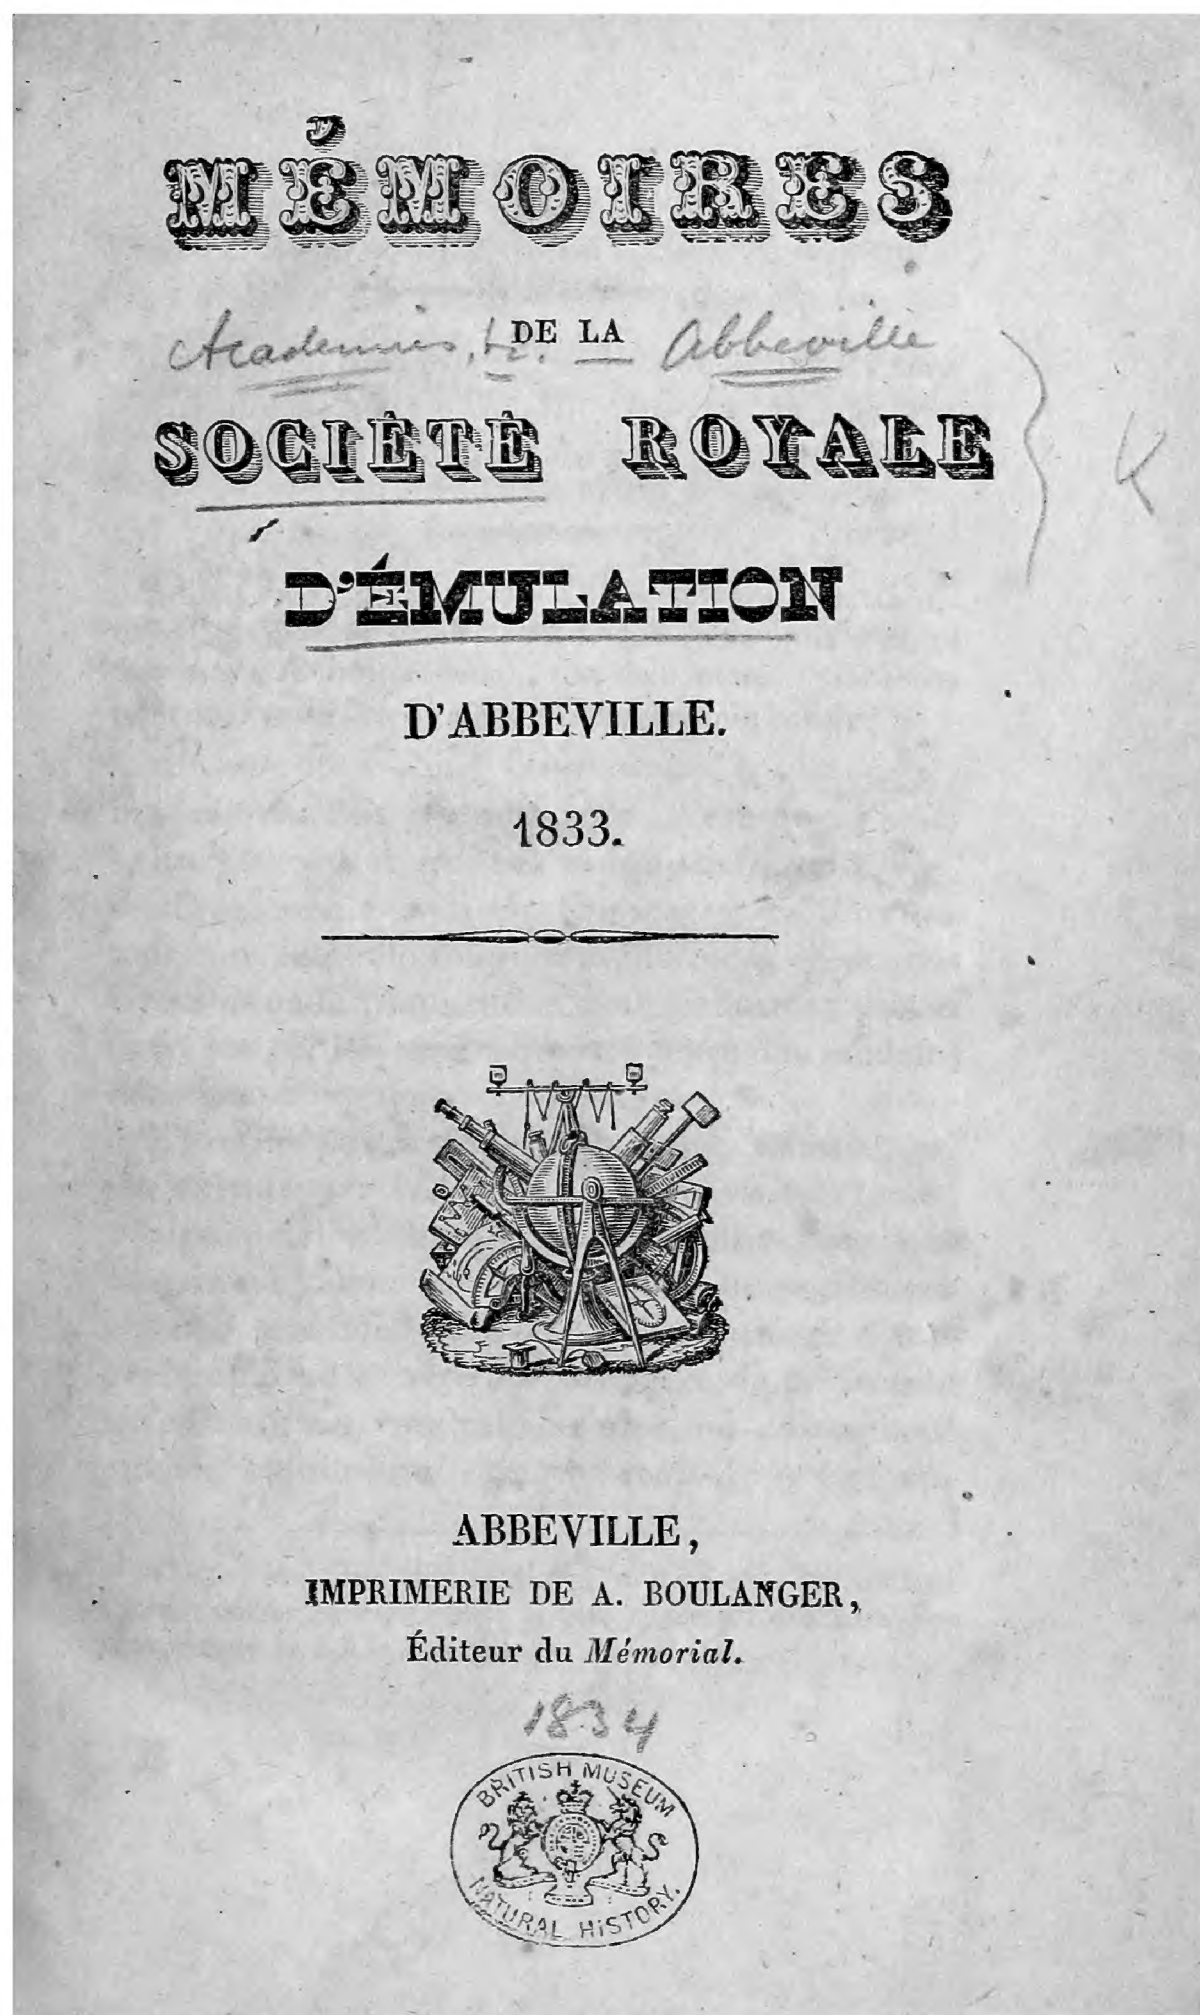 MÉMOIRES
DE LA
Academies, &c. Abbeville
SOCIÉTÉ ROYALE
K
D'ÉMULATION
D'ABBEVILLE.
1833.
ABBEVILLE,
IMPRIMERIE DE A. BOULANGER,
Éditeur du Mémorial.
1834
BRITISH MUSEUM
NATURAL HISTORY.